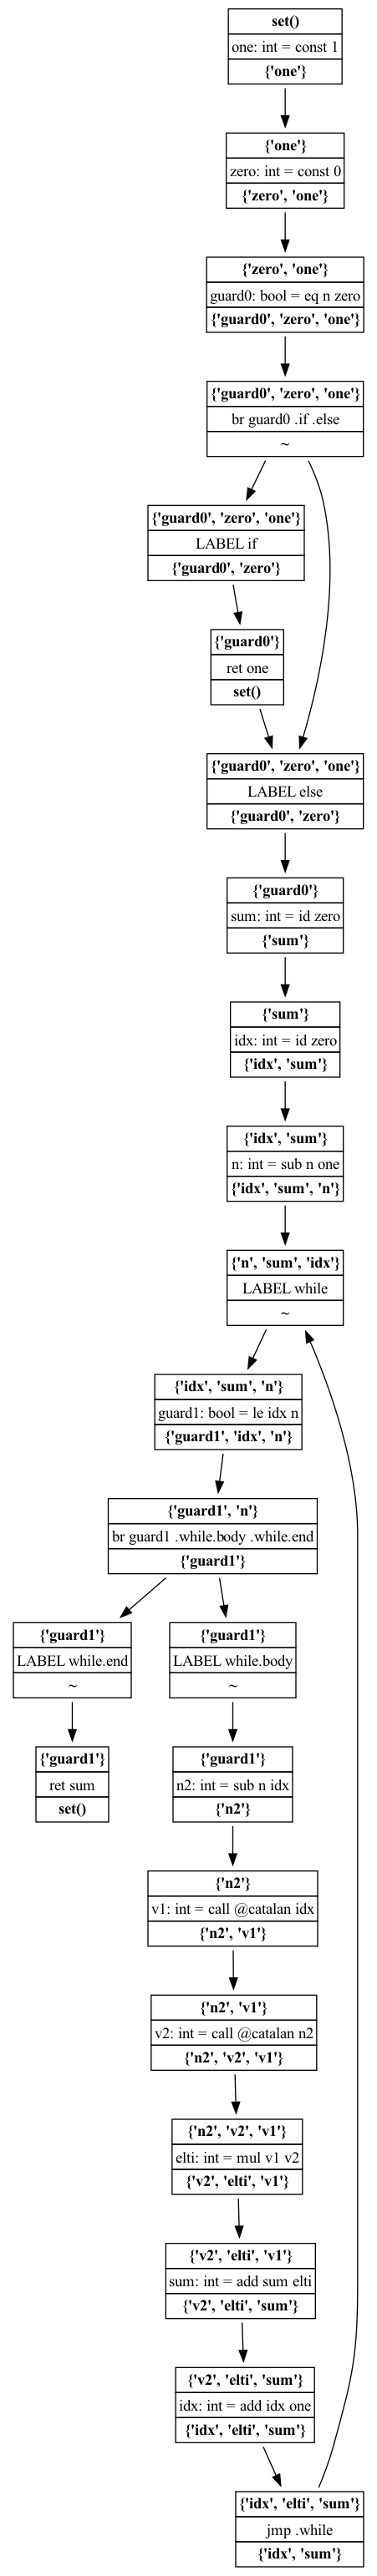 set()
one: int = const 1
{'one'}
{'one'}
zero: int = const 0
{'zero', 'one'}
{'zero', 'one'}
guard0: bool = eq n zero
{'guard0', 'zero', 'one'}
{'guard0', 'zero', 'one'}
br guard0 .if .else
~
{'guard0', 'zero', 'one'}
LABEL if
{'guard0', 'zero'}
{'guard0'}
ret one
set()
{'guard0', 'zero', 'one'}
LABEL else
{'guard0', 'zero'}
{'guard0'}
sum: int = id zero
{'sum'}
{'sum'}
idx: int = id zero
{'idx', 'sum'}
{'idx', 'sum'}
n: int = sub n one
{'idx', 'sum', 'n'}
{'n', 'sum', 'idx'}
LABEL while
~
{'idx', 'sum', 'n'}
guard1: bool = le idx n
{'guard1', 'idx', 'n'}
{'guard1', 'n'}
br guard1 .while.body .while.end
{'guard1'}
{'guard1'}
LABEL while.end
~
{'guard1'}
LABEL while.body
~
{'guard1'}
ret sum
set()
{'guard1'}
n2: int = sub n idx
{'n2'}
{'n2'}
v1: int = call @catalan idx
{'n2', 'v1'}
{'n2', 'v1'}
v2: int = call @catalan n2
{'n2', 'v2', 'v1'}
{'n2', 'v2', 'v1'}
elti: int = mul v1 v2
{'v2', 'elti', 'v1'}
{'v2', 'elti', 'v1'}
sum: int = add sum elti
{'v2', 'elti', 'sum'}
{'v2', 'elti', 'sum'}
idx: int = add idx one
{'idx', 'elti', 'sum'}
{'idx', 'elti', 'sum'}
jmp .while
{'idx', 'sum'}